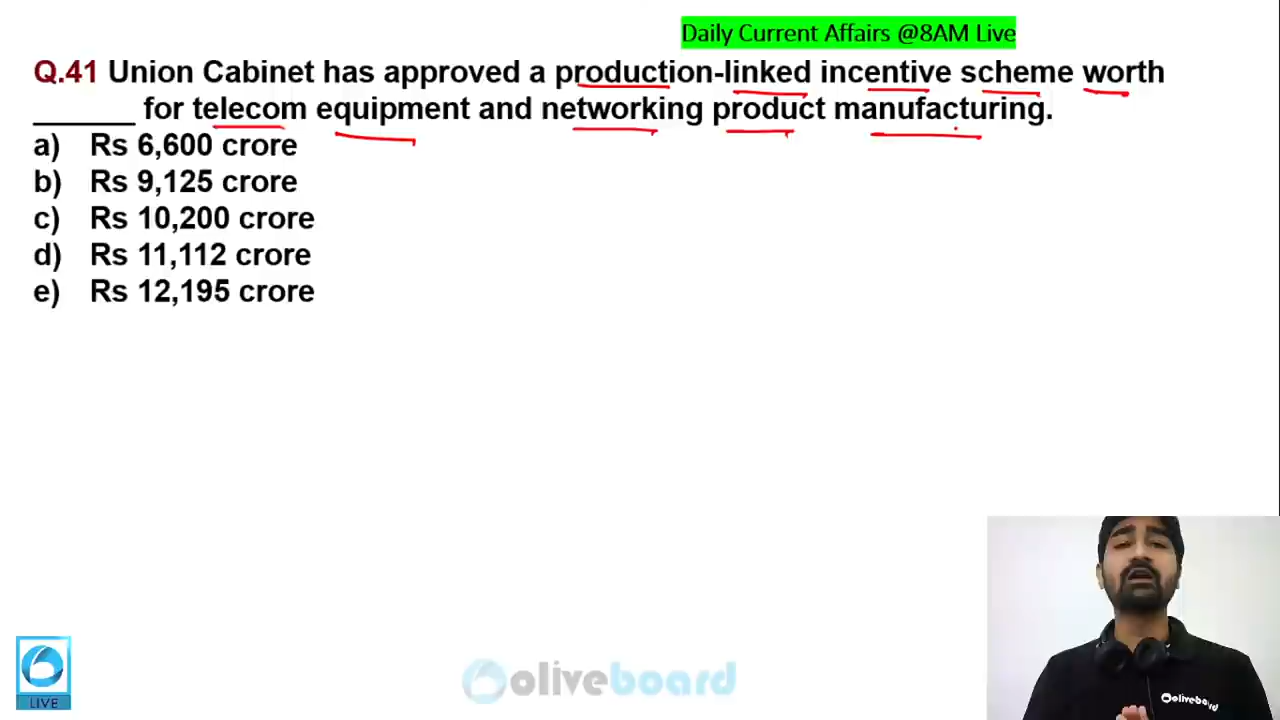 Daily Current Affairs @8AM Live
Q.41 Union Cabinet has approved a production-linked incentive scheme worth
______ for telecom equipment and networking product manufacturing.
a) Rs 6,600 crore
b) Rs 9,125 crore
c) Rs 10,200 crore
d) Rs 11,112 crore
e) Rs 12,195 crore
oliveboard
LIVE
oliveboard